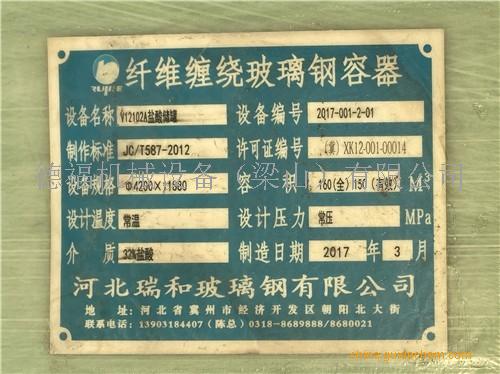 RUIHE
纤维缠绕玻璃钢容器
设备名称 V12102A盐酸储罐 设备编号 2017-001-2-01
制作标准 JC/T587-2012 许可证编号 (冀) XK12-001-00014
设备规格 Φ4200×1880 容积 160(全)150(有效) M³
设计温度 常温 设计压力 常压 MPa
介质 32%盐酸 制造日期 2017 年 3 月
河北瑞和玻璃钢有限公司
地址:河北省冀州市经济开发区朝阳北大街
联系电话:13903184407(陈总) 0318-8689888/8680021
德福机械设备(梁山)有限公司